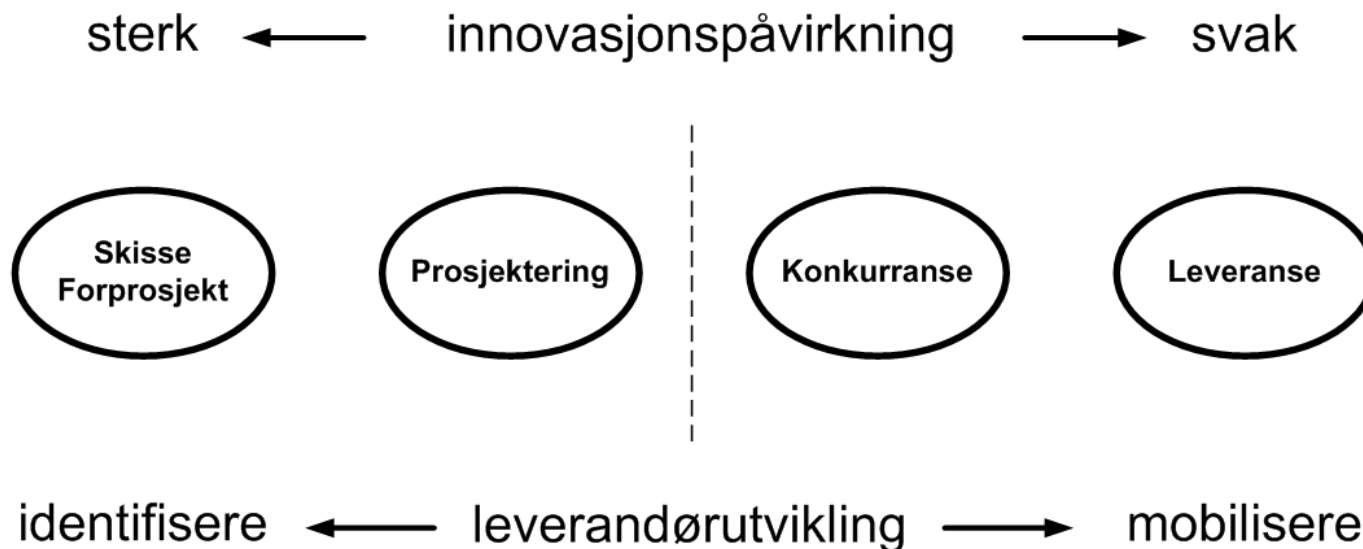 sterk innovasjonspåvirkning svak
Skisse
Forprosjekt
Prosjektering
Konkurranse
Leveranse
identifisere leverandørutvikling mobilisere